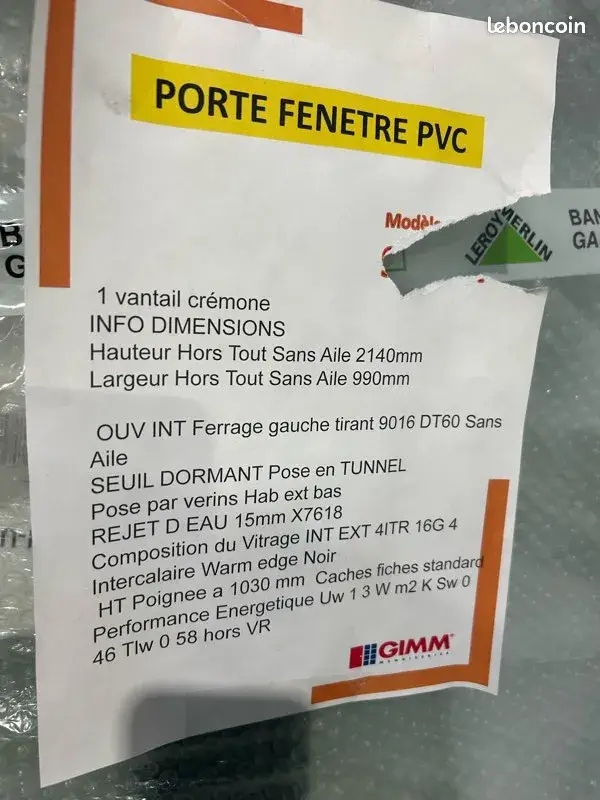 leboncoin
PORTE FENETRE PVC
LEROY MERLIN
BAN
GA
B
G
1 vantail crémone
INFO DIMENSIONS
Hauteur Hors Tout Sans Aile 2140mm
Largeur Hors Tout Sans Aile 990mm
OUV INT Ferrage gauche tirant 9016 DT60 Sans
Aile
SEUIL DORMANT Pose en TUNNEL
Pose par verins Hab ext bas
REJET D EAU 15mm X7618
Composition du Vitrage INT EXT 4ITR 16G 4
Intercalaire Warm edge Noir
HT Poignee a 1030 mm Caches fiches standard
Performance Energetique Uw 1 3 W m2 K Sw 0
46 Tlw 0 58 hors VR
GIMM
MENUISERIES